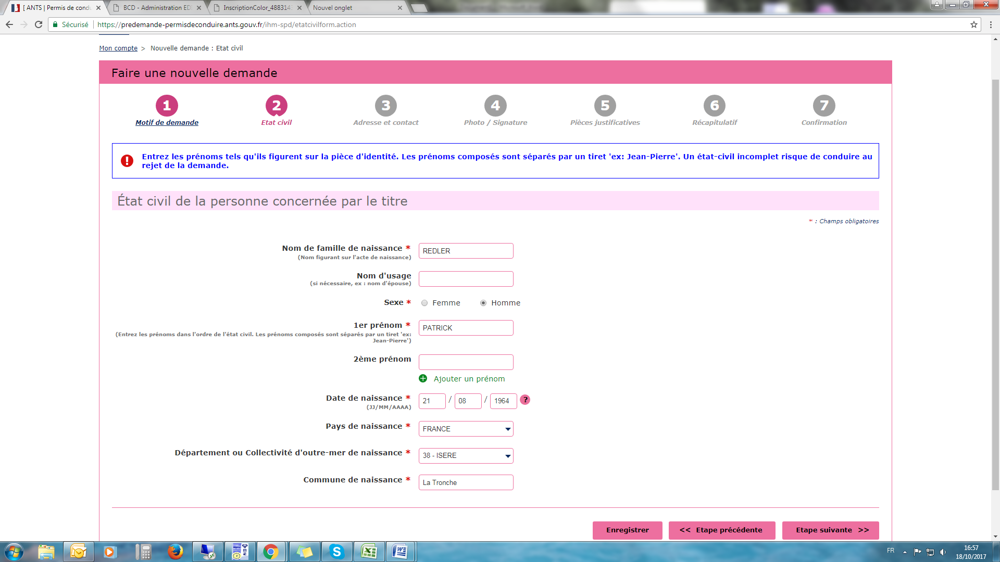 [ ANTS | Permis de condu
BCD - Administration EDI
InscriptionColor_4883143
Nouvel onglet
Sécurisé
https://predemande-permisdeconduire.ants.gouv.fr/ihm-spd/etatcivilform.action
Mon compte > Nouvelle demande : Etat civil
Faire une nouvelle demande
1 2 3 4 5 6 7
Motif de demande Etat civil Adresse et contact Photo / Signature Pièces justificatives Récapitulatif Confirmation
! Entrez les prénoms tels qu'ils figurent sur la pièce d'identité. Les prénoms composés sont séparés par un tiret 'ex: Jean-Pierre'. Un état-civil incomplet risque de conduire au
rejet de la demande.
État civil de la personne concernée par le titre
* : Champs obligatoires
Nom de famille de naissance * REDLER
(Nom figurant sur l'acte de naissance)
Nom d'usage
(si nécessaire, ex : nom d'épouse)
Sexe * Femme Homme
1er prénom * PATRICK
(Entrez les prénoms dans l'ordre de l'état civil. Les prénoms composés sont séparés par un tiret 'ex:
Jean-Pierre')
2ème prénom
Ajouter un prénom
Date de naissance * 21 / 08 / 1964 ?
(JJ/MM/AAAA)
Pays de naissance * FRANCE
Département ou Collectivité d'outre-mer de naissance * 38 - ISERE
Commune de naissance * La Tronche
Enregistrer << Etape précédente Etape suivante >>
FR
16:57
18/10/2017